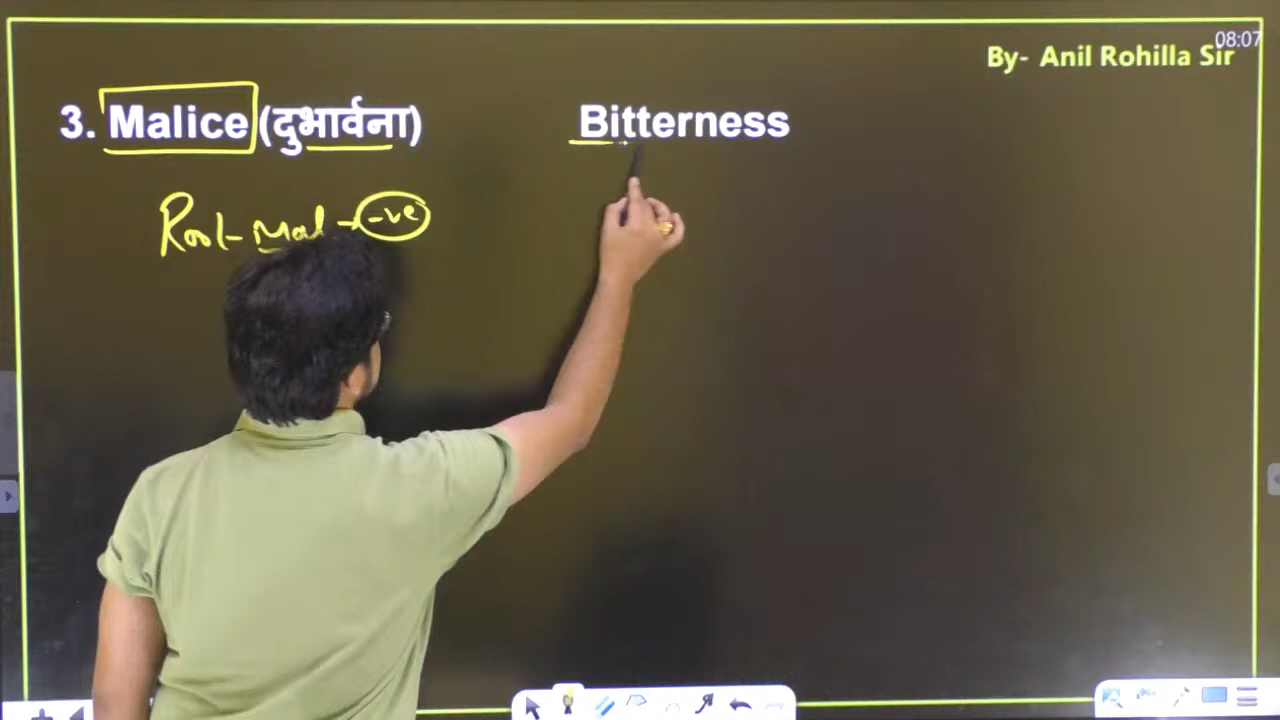 08:07
By- Anil Rohilla Sir
3. Malice (दुभार्वना) Bitterness
Root- Mal → -ve